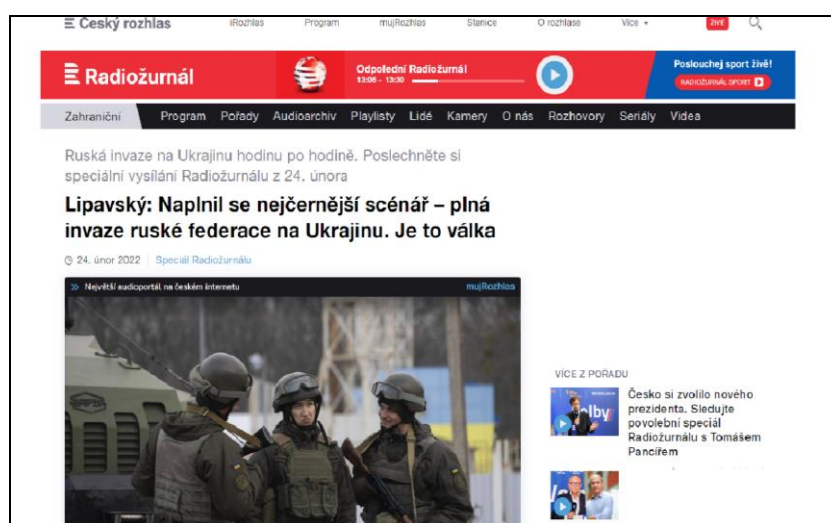 Český rozhlas
iRozhlas Program mujRozhlas Stanice O rozhlase Více
ŽIVĚ
Radiožurnál
Odpolední Radiožurnál
13:08 - 13:30
Poslouchej sport živě!
RADIOŽURNÁL SPORT
Zahraniční Program Pořady Audioarchiv Playlisty Lidé Kamery O nás Rozhovory Seriály Videa
Ruská invaze na Ukrajinu hodinu po hodině. Poslechněte si
speciální vysílání Radiožurnálu z 24. února
Lipavský: Naplnil se nejčernější scénář – plná
invaze ruské federace na Ukrajinu. Je to válka
24. únor 2022 Speciál Radiožurnálu
Největší audioportál na českém internetu
mujRozhlas
VÍCE Z POŘADU
Česko si zvolilo nového
prezidenta. Sledujte
povolební speciál
Radiožurnálu s Tomášem
Pancířem